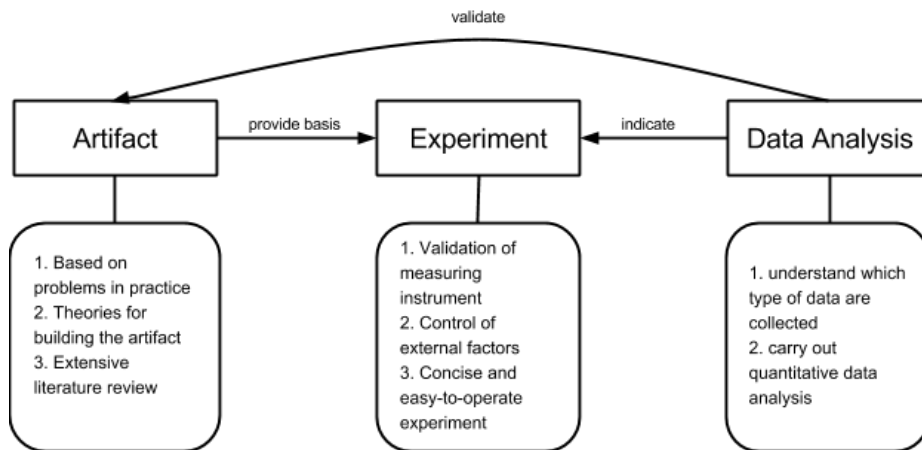 validate
Artifact
provide basis
Experiment
indicate
Data Analysis
1. Based on
problems in practice
2. Theories for
building the artifact
3. Extensive
literature review
1. Validation of
measuring
instrument
2. Control of
external factors
3. Concise and
easy-to-operate
experiment
1. understand which
type of data are
collected
2. carry out
quantitative data
analysis